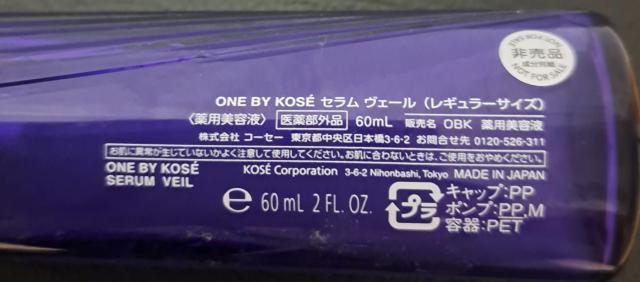 NOT FOR SALE
非売品
成分別紙
NOT FOR SALE
ONE BY KOSÉ セラム ヴェール（レギュラーサイズ）
〈薬用美容液〉 医薬部外品 60mL 販売名 OBK 薬用美容液
株式会社 コーセー 東京都中央区日本橋3-6-2 お問合せ先 0120-526-311
お肌に異常が生じていないかよく注意して使用してください。お肌に合わないときは、ご使用をおやめください。
ONE BY KOSÉ KOSÉ Corporation 3-6-2 Nihonbashi, Tokyo MADE IN JAPAN
SERUM VEIL
℮ 60 mL 2 FL. OZ.
プラ
キャップ:PP
ポンプ:PP,M
容器:PET